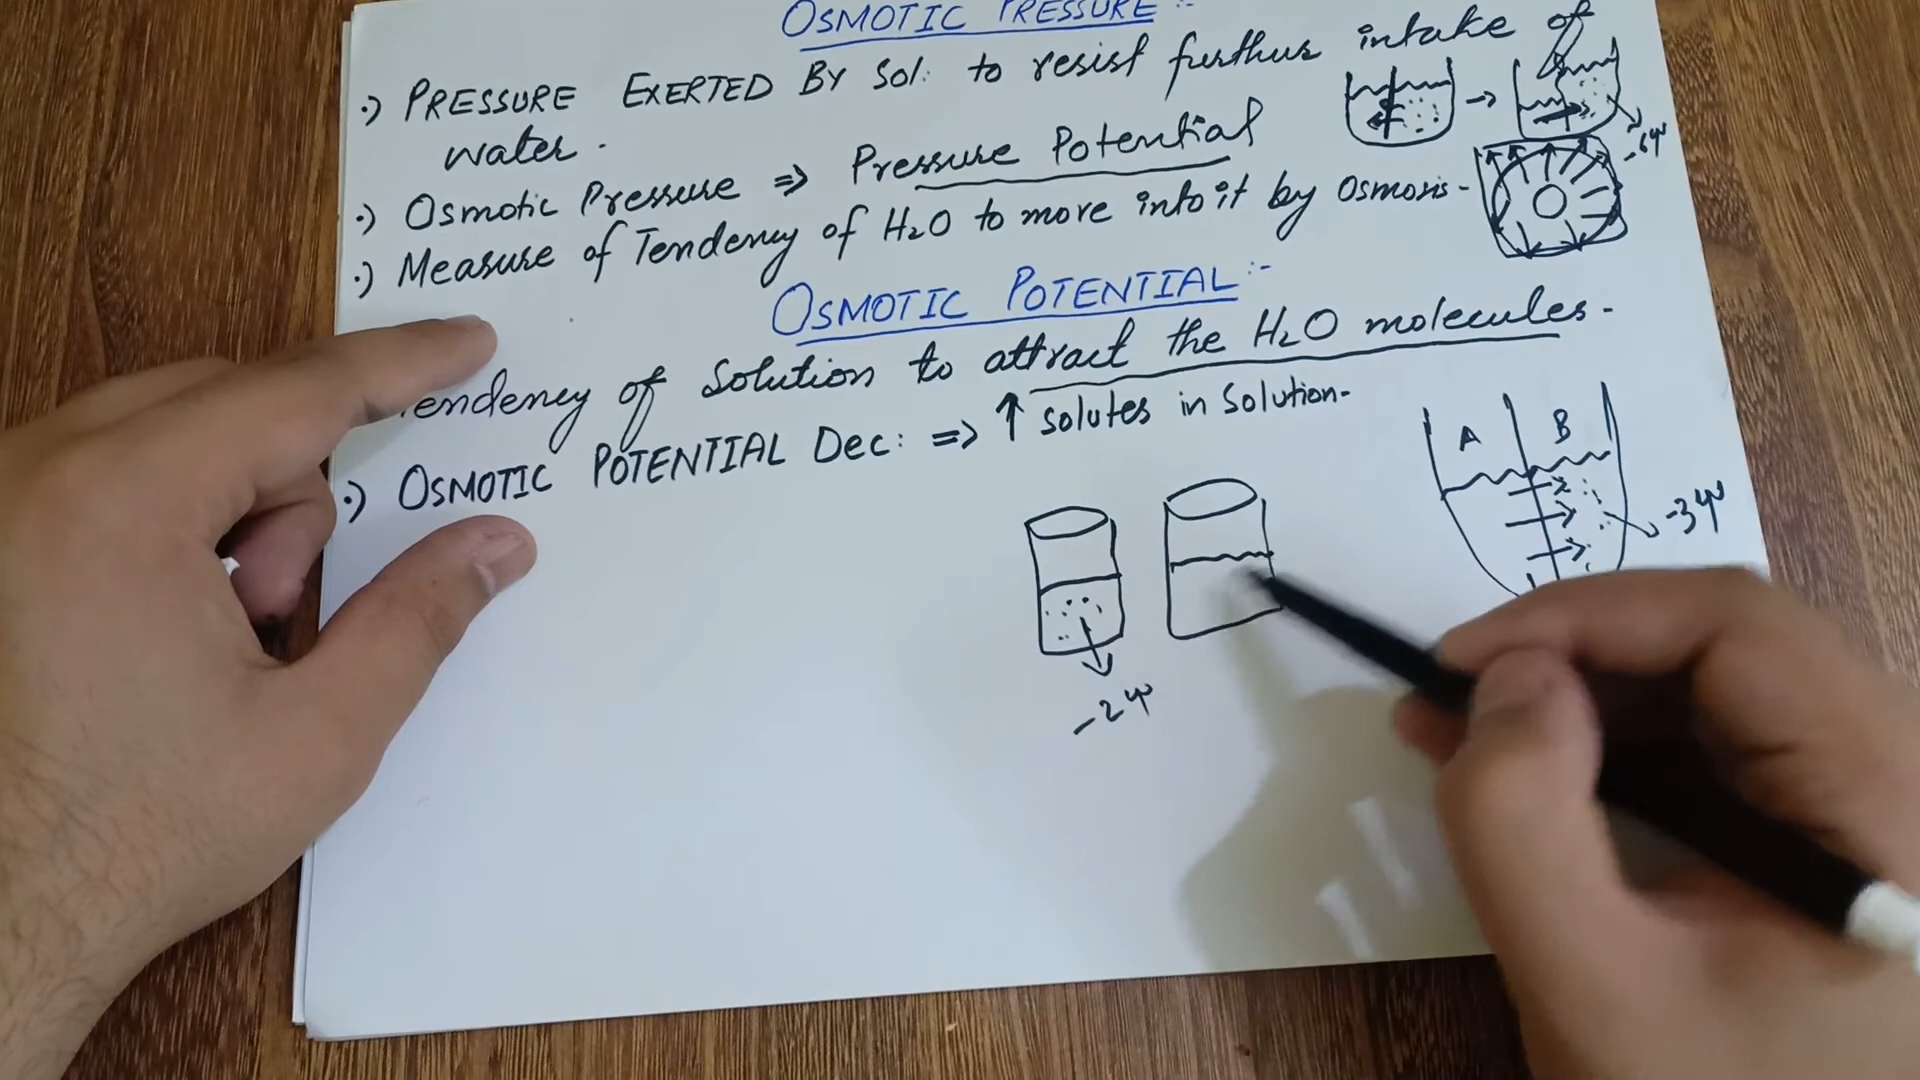 OSMOTIC PRESSURE :-
.) PRESSURE EXERTED BY Sol: to resist further intake of
water.
.) Osmotic Pressure => Pressure Potential
.) Measure of Tendency of H2O to move into it by Osmosis-
OSMOTIC POTENTIAL:-
endency of Solution to attract the H2O molecules-
.) OSMOTIC POTENTIAL Dec: => ↑ solutes in Solution-
A B
-3ψ
-2ψ